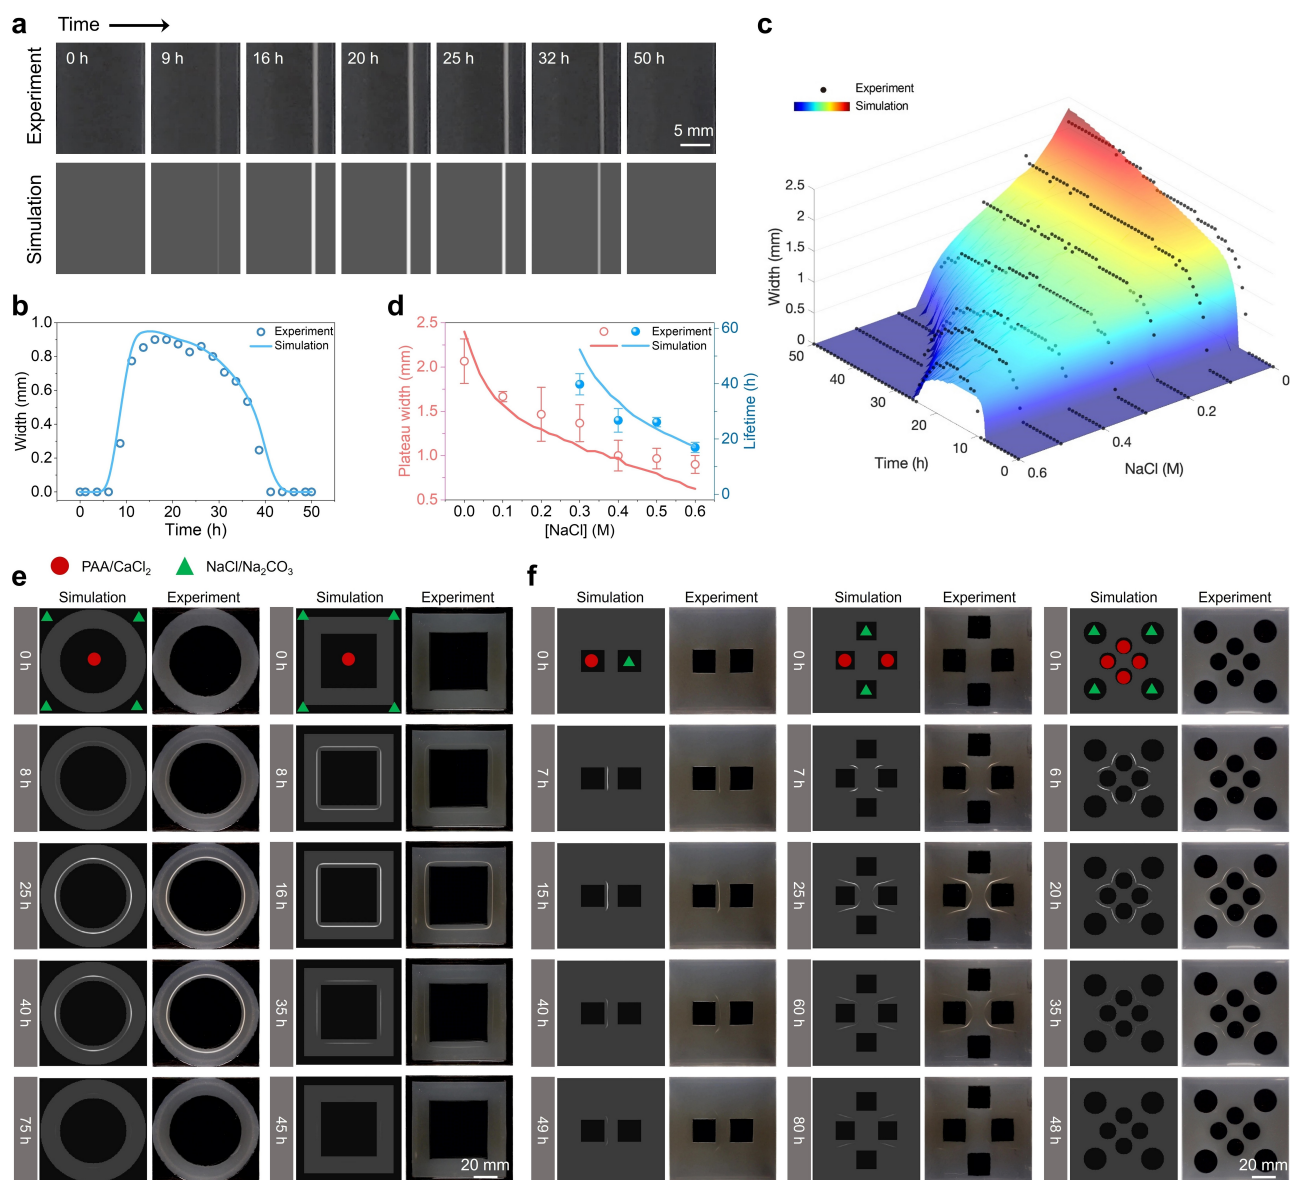 a
Time
Experiment
0 h
9 h
16 h
20 h
25 h
32 h
50 h
5 mm
Simulation
b
Width (mm)
1.0
0.8
0.6
0.4
0.2
0.0
Experiment
Simulation
0
10
20
30
40
50
Time (h)
c
Experiment
Simulation
Width (mm)
2.5
2
1.5
1
0.5
0
50
40
30
20
10
0
Time (h)
0.6
0.4
0.2
0
NaCl (M)
d
Plateau width (mm)
2.5
2.0
1.5
1.0
0.5
Experiment
Simulation
60
40
20
0
Lifetime (h)
0.0
0.1
0.2
0.3
0.4
0.5
0.6
[NaCl] (M)
PAA/CaCl₂
NaCl/Na₂CO₃
e
Simulation
Experiment
Simulation
Experiment
0 h
0 h
8 h
8 h
25 h
16 h
40 h
35 h
75 h
45 h
20 mm
f
Simulation
Experiment
Simulation
Experiment
Simulation
Experiment
0 h
0 h
0 h
7 h
7 h
6 h
15 h
25 h
20 h
40 h
60 h
35 h
49 h
80 h
48 h
20 mm